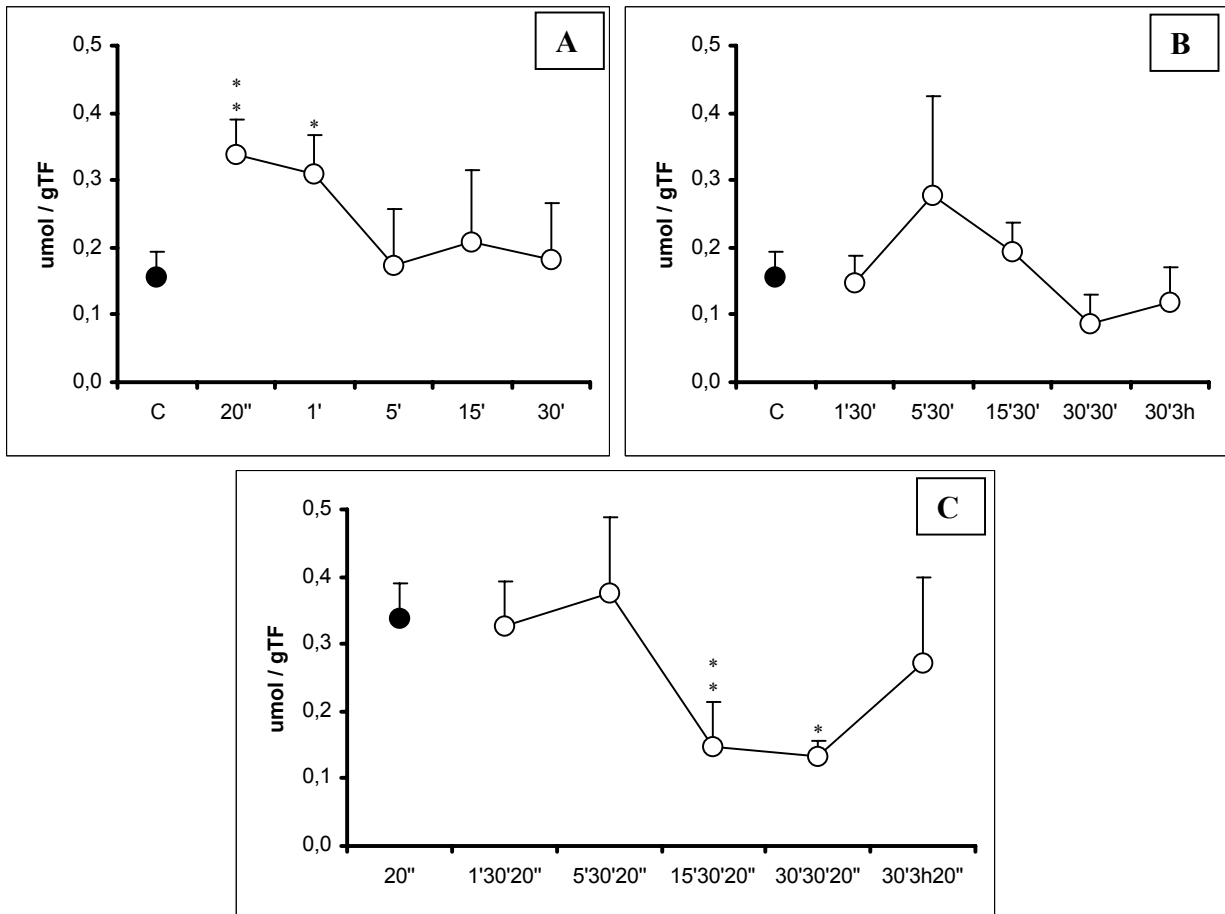 A
0,5
0,4
0,3
0,2
0,1
0,0
umol / gTF
*
*
*
C 20" 1' 5' 15' 30'
B
0,5
0,4
0,3
0,2
0,1
0,0
umol / gTF
C 1'30' 5'30' 15'30' 30'30' 30'3h
C
0,5
0,4
0,3
0,2
0,1
0,0
umol / gTF
*
*
*
20" 1'30'20" 5'30'20" 15'30'20" 30'30'20" 30'3h20"